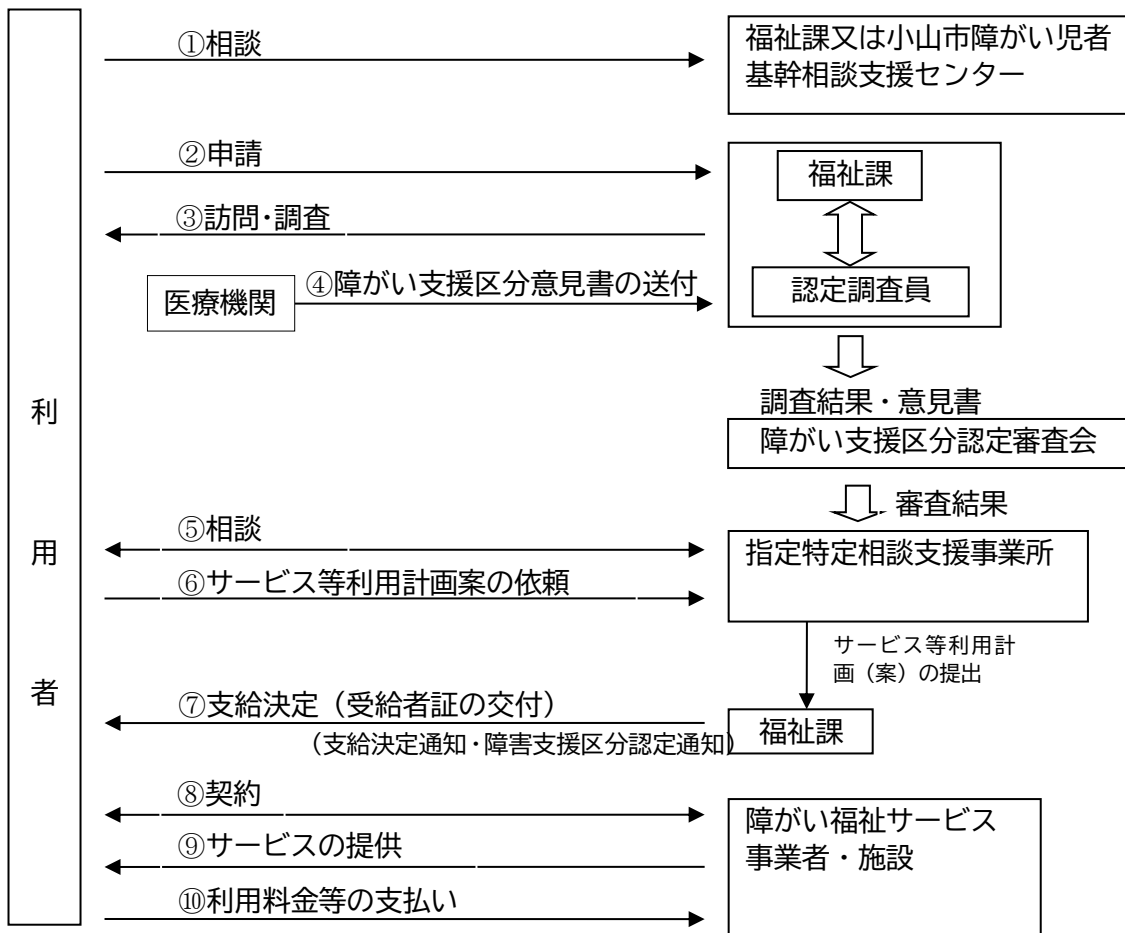 ①相談
福祉課又は小山市障がい児者
基幹相談支援センター
②申請
福祉課
③訪問・調査
医療機関
④障がい支援区分意見書の送付
認定調査員
調査結果・意見書
障がい支援区分認定審査会
審査結果
利用者
⑤相談
指定特定相談支援事業所
⑥サービス等利用計画案の依頼
サービス等利用計
画（案）の提出
⑦支給決定（受給者証の交付）
（支給決定通知・障害支援区分認定通知）
福祉課
⑧契約
障がい福祉サービス
事業者・施設
⑨サービスの提供
⑩利用料金等の支払い